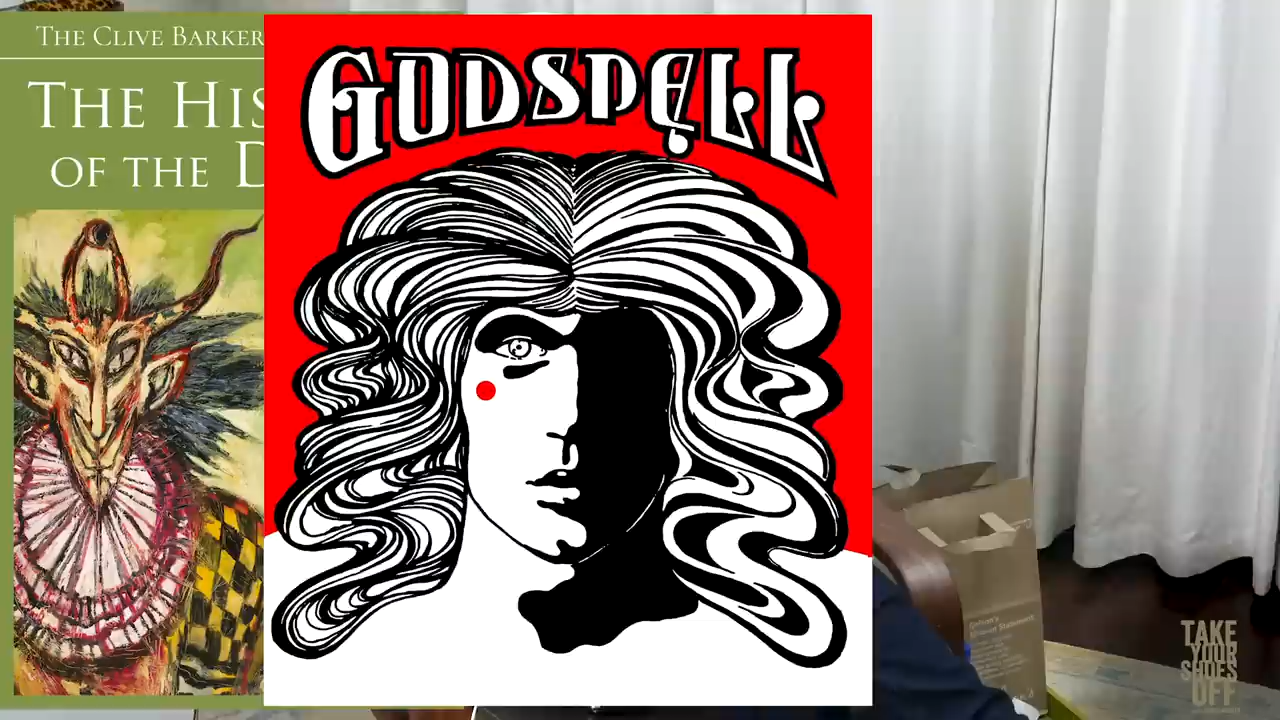 THE CLIVE BARKER
THE HIS
OF THE D
GODSPELL
TAKE
YOUR
SHOES
OFF